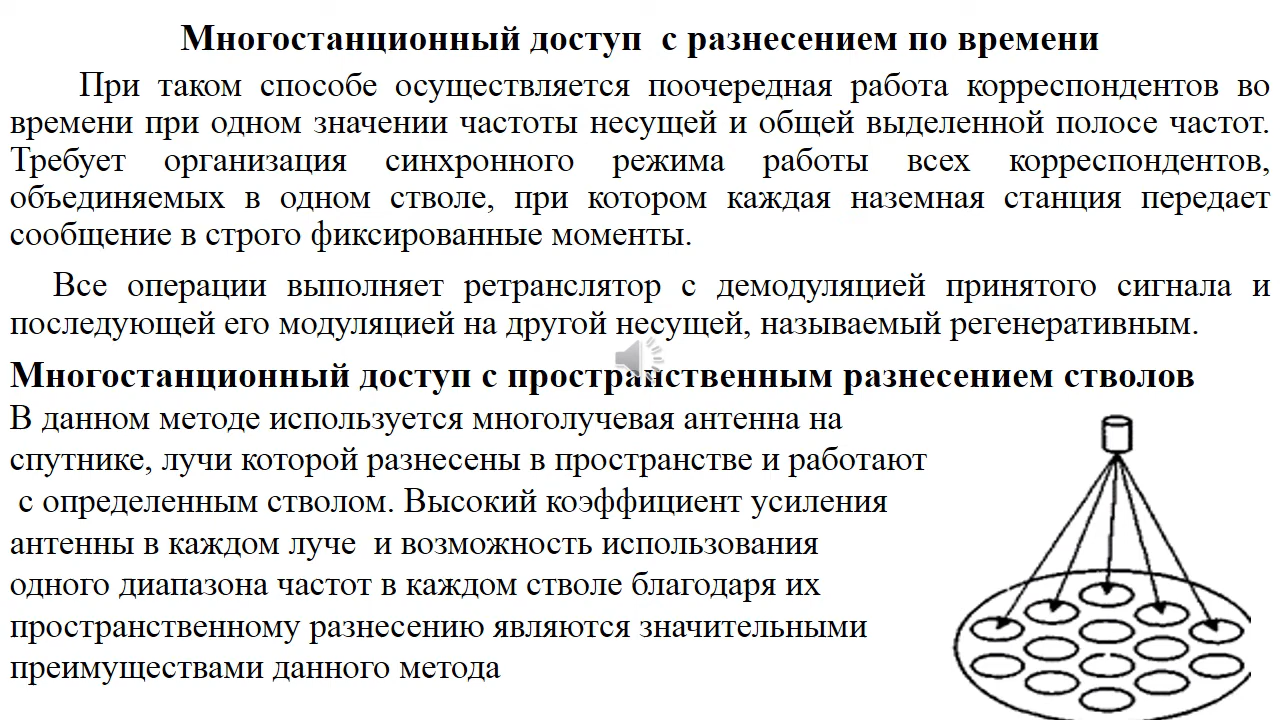 Многостанционный доступ с разнесением по времени
При таком способе осуществляется поочередная работа корреспондентов во
времени при одном значении частоты несущей и общей выделенной полосе частот.
Требует организация синхронного режима работы всех корреспондентов,
объединяемых в одном стволе, при котором каждая наземная станция передает
сообщение в строго фиксированные моменты.
Все операции выполняет ретранслятор с демодуляцией принятого сигнала и
последующей его модуляцией на другой несущей, называемый регенеративным.
Многостанционный доступ с пространственным разнесением стволов
В данном методе используется многолучевая антенна на
спутнике, лучи которой разнесены в пространстве и работают
с определенным стволом. Высокий коэффициент усиления
антенны в каждом луче и возможность использования
одного диапазона частот в каждом стволе благодаря их
пространственному разнесению являются значительными
преимуществами данного метода